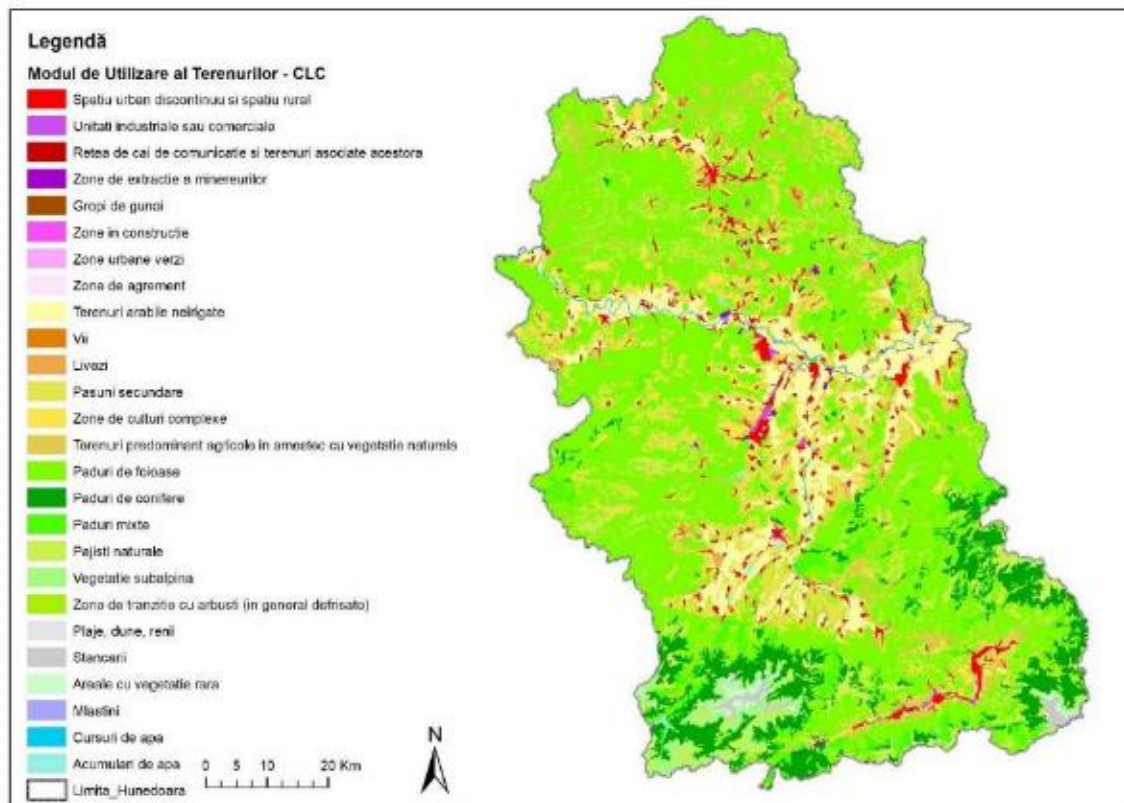 Legendă
Modul de Utilizare al Terenurilor - CLC
Spatiu urban discontinuu si spatiu rural
Unitati industriale sau comerciale
Retea de cai de comunicatie si terenuri asociate acestora
Zone de extractie a minereurilor
Gropi de gunoi
Zone in constructie
Zone urbane verzi
Zone de agrement
Terenuri arabile neirigate
Vii
Livezi
Pasuni secundare
Zone de culturi complexe
Terenuri predominant agricole in amestec cu vegetatie naturala
Paduri de foioase
Paduri de conifere
Paduri mixte
Pajisti naturale
Vegetatie subalpina
Zone de tranzitie cu arbusti (in general defrisate)
Plaje, dune, renii
Stancarii
Areale cu vegetatie rara
Mlastini
Cursuri de apa
Acumulari de apa
Limita_Hunedoara
0 5 10 20 Km
N